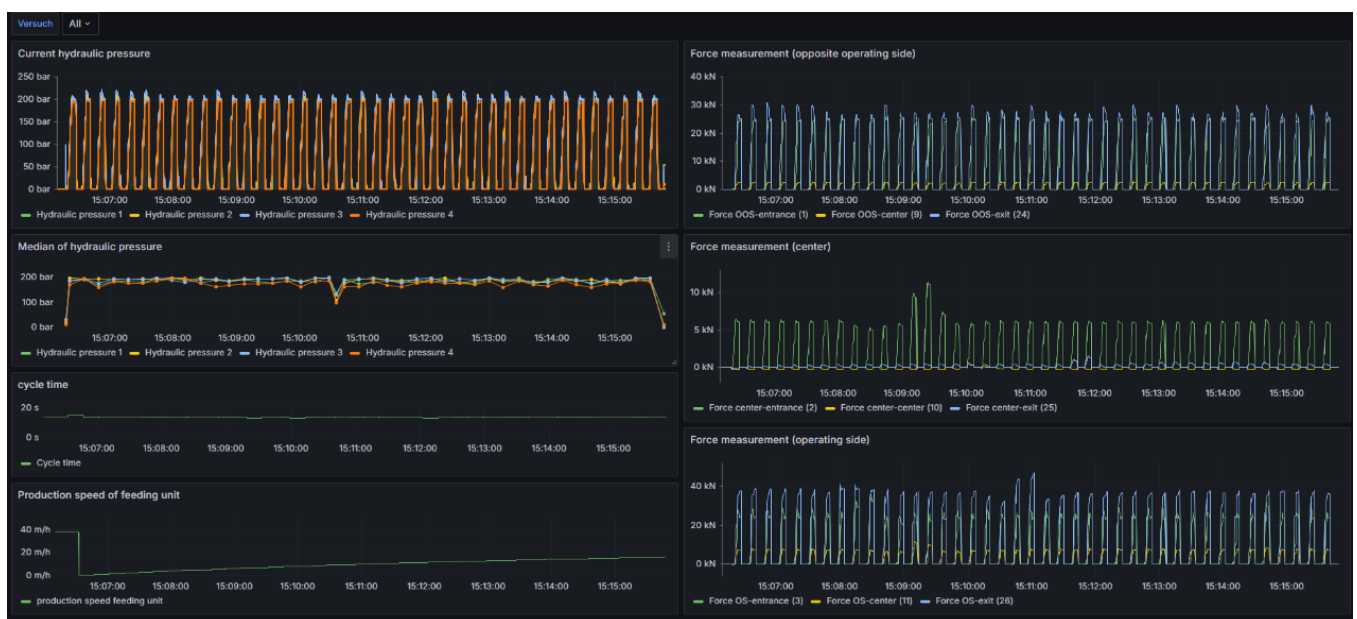 Versuch All
Current hydraulic pressure
250 bar
200 bar
150 bar
100 bar
50 bar
0 bar
15:07:00 15:08:00 15:09:00 15:10:00 15:11:00 15:12:00 15:13:00 15:14:00 15:15:00
Hydraulic pressure 1 Hydraulic pressure 2 Hydraulic pressure 3 Hydraulic pressure 4
Median of hydraulic pressure
200 bar
100 bar
0 bar
15:07:00 15:08:00 15:09:00 15:10:00 15:11:00 15:12:00 15:13:00 15:14:00 15:15:00
Hydraulic pressure 1 Hydraulic pressure 2 Hydraulic pressure 3 Hydraulic pressure 4
cycle time
20 s
0 s
15:07:00 15:08:00 15:09:00 15:10:00 15:11:00 15:12:00 15:13:00 15:14:00 15:15:00
Cycle time
Production speed of feeding unit
40 m/h
20 m/h
0 m/h
15:07:00 15:08:00 15:09:00 15:10:00 15:11:00 15:12:00 15:13:00 15:14:00 15:15:00
production speed feeding unit
Force measurement (opposite operating side)
40 kN
30 kN
20 kN
10 kN
0 kN
15:07:00 15:08:00 15:09:00 15:10:00 15:11:00 15:12:00 15:13:00 15:14:00 15:15:00
Force OOS-entrance (1) Force OOS-center (9) Force OOS-exit (24)
Force measurement (center)
10 kN
5 kN
0 kN
15:07:00 15:08:00 15:09:00 15:10:00 15:11:00 15:12:00 15:13:00 15:14:00 15:15:00
Force center-entrance (2) Force center-center (10) Force center-exit (25)
Force measurement (operating side)
40 kN
20 kN
0 kN
15:07:00 15:08:00 15:09:00 15:10:00 15:11:00 15:12:00 15:13:00 15:14:00 15:15:00
Force OS-entrance (3) Force OS-center (11) Force OS-exit (26)